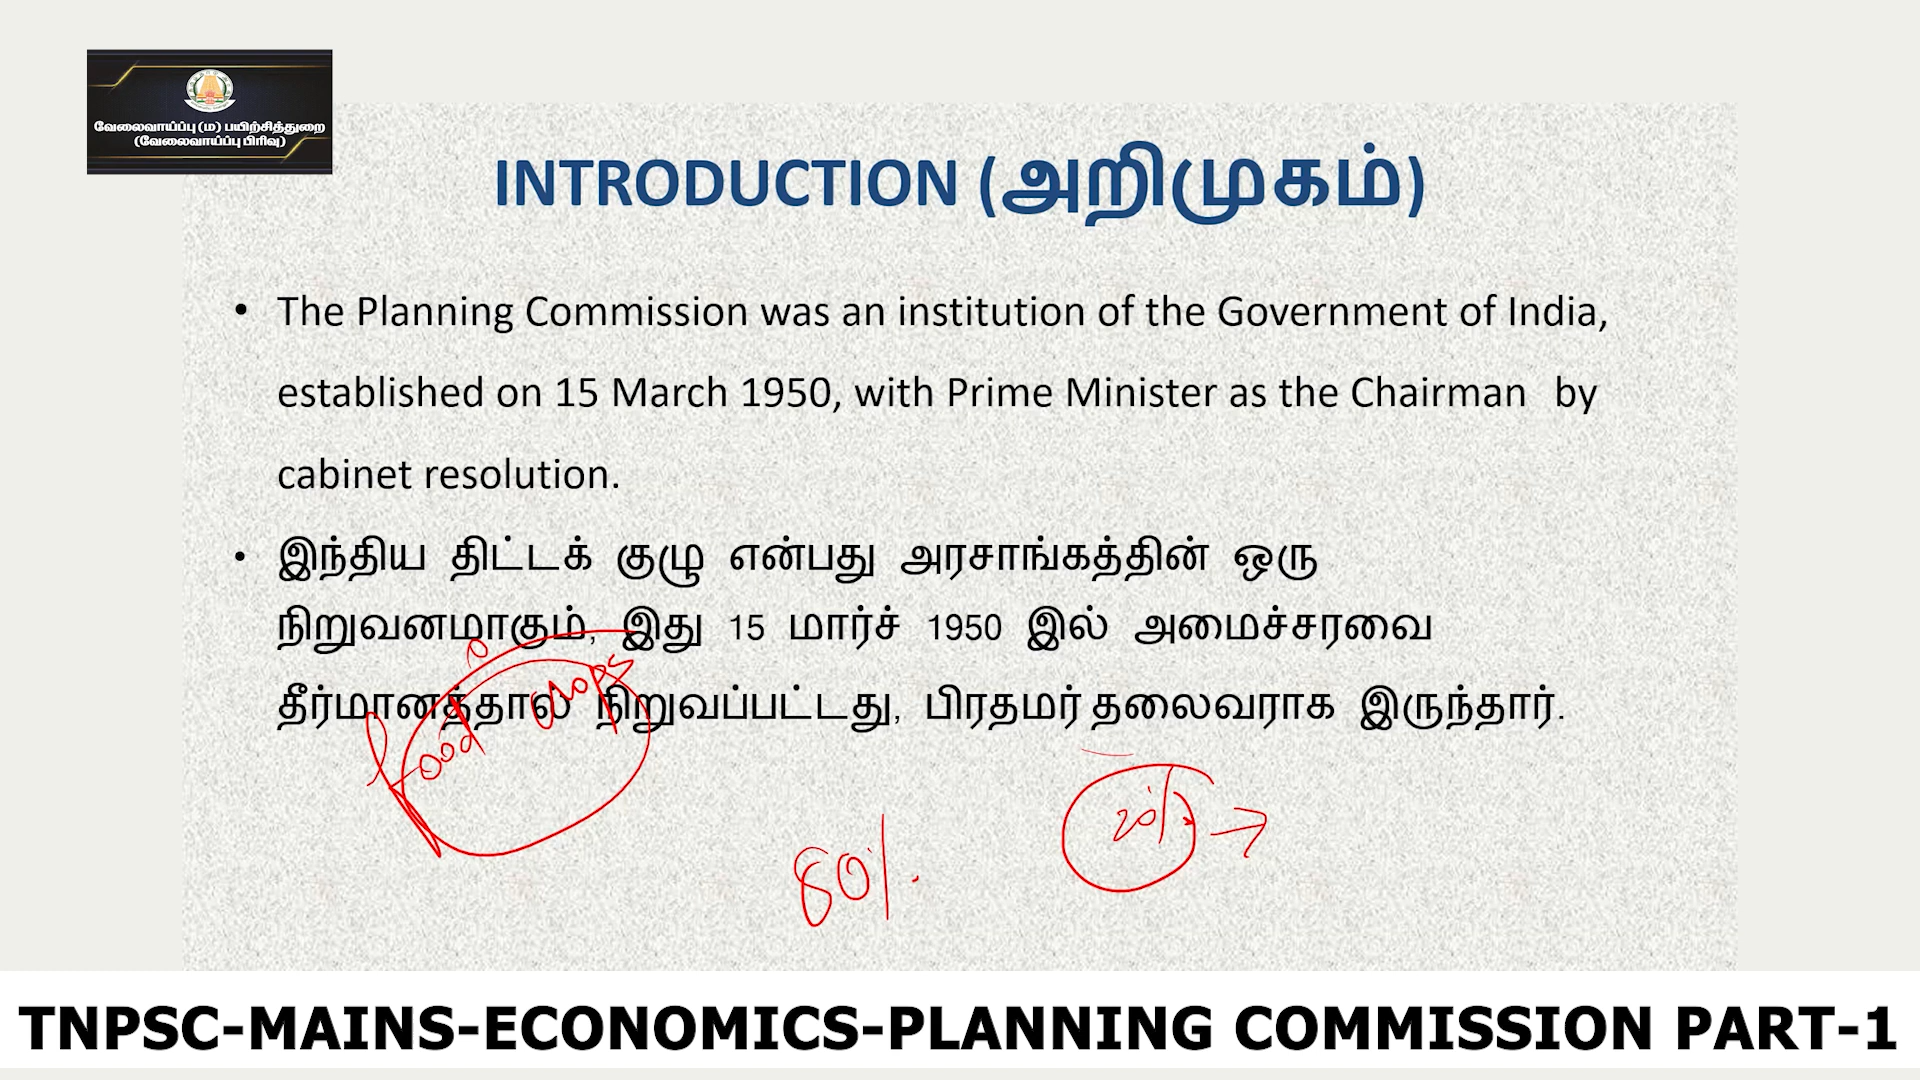 வேலைவாய்ப்பு (ம) பயிற்சித்துறை
(வேலைவாய்ப்பு பிரிவு)
INTRODUCTION (அறிமுகம்)
• The Planning Commission was an institution of the Government of India,
established on 15 March 1950, with Prime Minister as the Chairman by
cabinet resolution.
• இந்திய திட்டக் குழு என்பது அரசாங்கத்தின் ஒரு
நிறுவனமாகும், இது 15 மார்ச் 1950 இல் அமைச்சரவை
தீர்மானத்தால் நிறுவப்பட்டது, பிரதமர் தலைவராக இருந்தார்.
food crops
80%
20%
TNPSC-MAINS-ECONOMICS-PLANNING COMMISSION PART-1